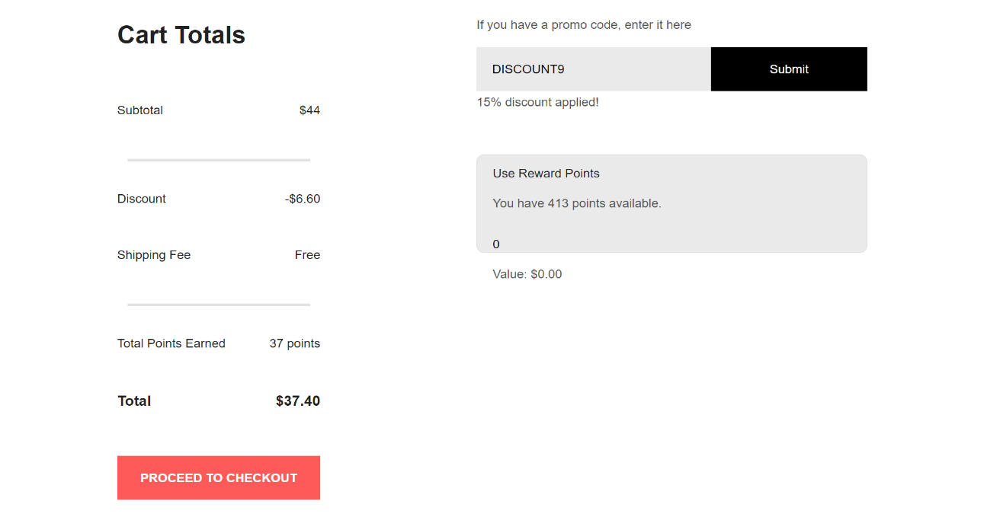 Cart Totals
Subtotal $44
Discount -$6.60
Shipping Fee Free
Total Points Earned 37 points
Total $37.40
PROCEED TO CHECKOUT
If you have a promo code, enter it here
DISCOUNT9 Submit
15% discount applied!
Use Reward Points
You have 413 points available.
0
Value: $0.00